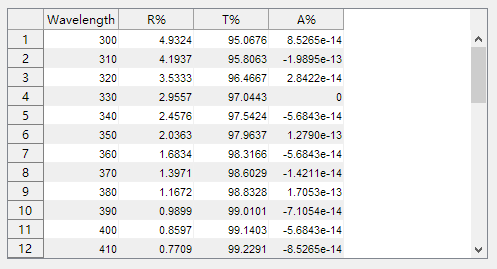 Wavelength R% T% A%
1 300 4.9324 95.0676 8.5265e-14
2 310 4.1937 95.8063 -1.9895e-13
3 320 3.5333 96.4667 2.8422e-14
4 330 2.9557 97.0443 0
5 340 2.4576 97.5424 -5.6843e-14
6 350 2.0363 97.9637 1.2790e-13
7 360 1.6834 98.3166 -5.6843e-14
8 370 1.3971 98.6029 -1.4211e-14
9 380 1.1672 98.8328 1.7053e-13
10 390 0.9899 99.0101 -7.1054e-14
11 400 0.8597 99.1403 -5.6843e-14
12 410 0.7709 99.2291 -8.5265e-14